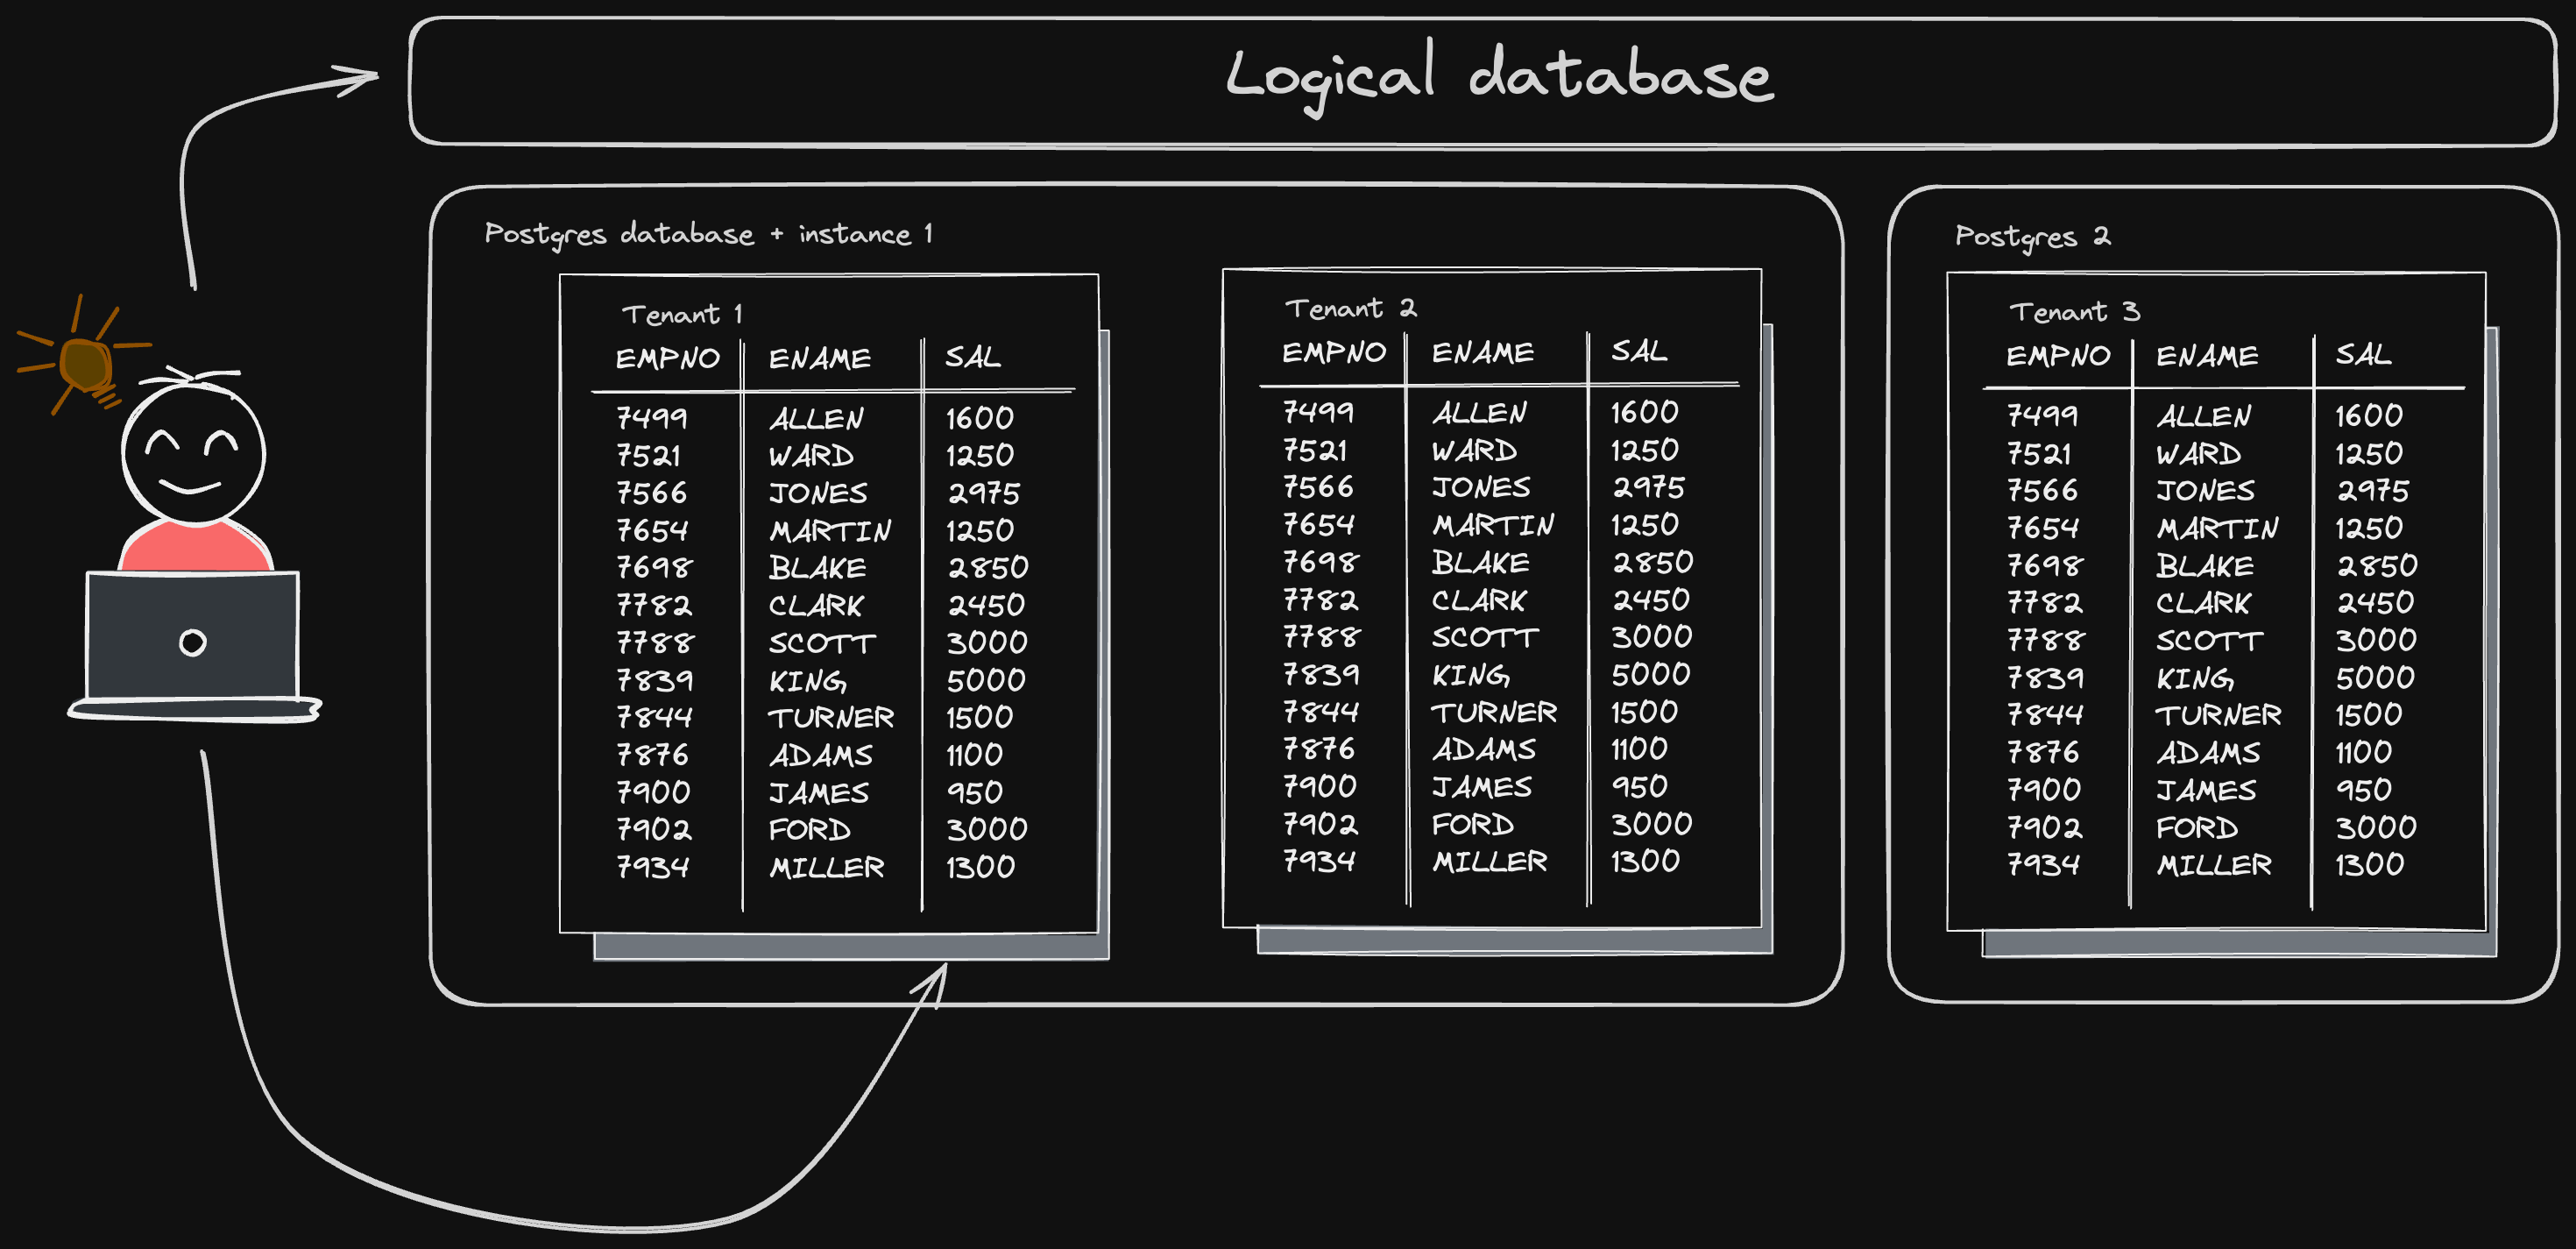 Logical database
Postgres database + instance 1
Tenant 1
EMPNO ENAME SAL
7499 ALLEN 1600
7521 WARD 1250
7566 JONES 2975
7654 MARTIN 1250
7698 BLAKE 2850
7782 CLARK 2450
7788 SCOTT 3000
7839 KING 5000
7844 TURNER 1500
7876 ADAMS 1100
7900 JAMES 950
7902 FORD 3000
7934 MILLER 1300
Tenant 2
EMPNO ENAME SAL
7499 ALLEN 1600
7521 WARD 1250
7566 JONES 2975
7654 MARTIN 1250
7698 BLAKE 2850
7782 CLARK 2450
7788 SCOTT 3000
7839 KING 5000
7844 TURNER 1500
7876 ADAMS 1100
7900 JAMES 950
7902 FORD 3000
7934 MILLER 1300
Postgres 2
Tenant 3
EMPNO ENAME SAL
7499 ALLEN 1600
7521 WARD 1250
7566 JONES 2975
7654 MARTIN 1250
7698 BLAKE 2850
7782 CLARK 2450
7788 SCOTT 3000
7839 KING 5000
7844 TURNER 1500
7876 ADAMS 1100
7900 JAMES 950
7902 FORD 3000
7934 MILLER 1300